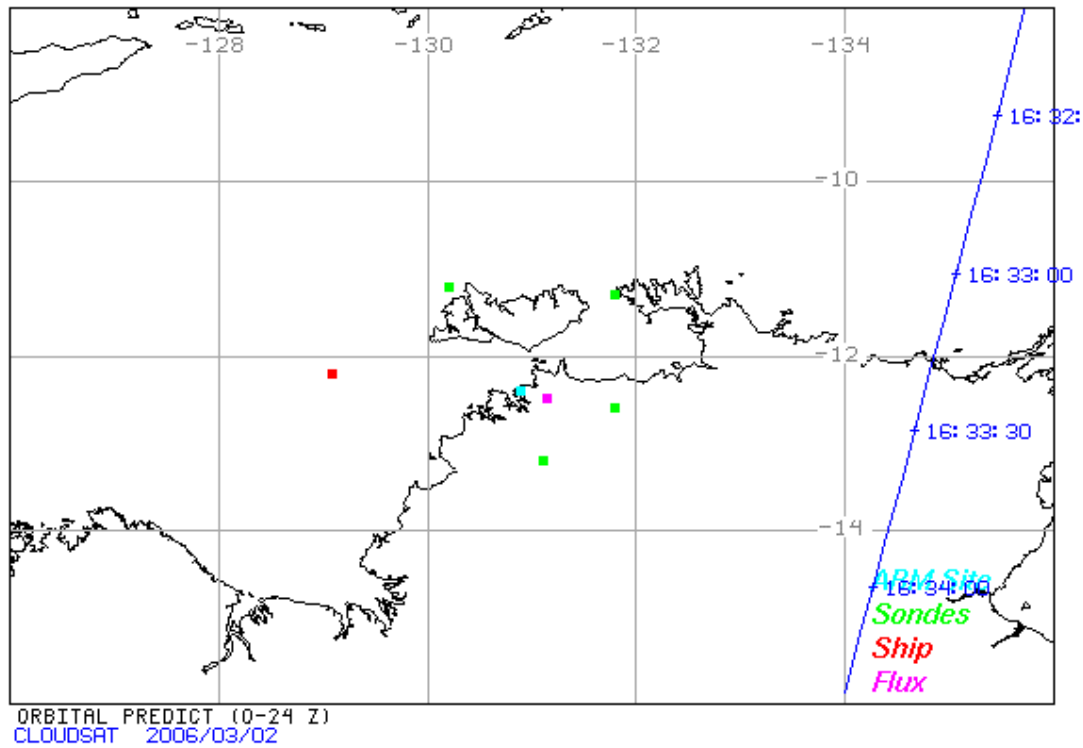 -128 -130 -132 -134
16:32:
-10
16:33:00
-12
16:33:30
-14
ARM Site
16:34:00
Sondes
Ship
Flux
ORBITAL PREDICT (0-24 Z)
CLOUDSAT 2006/03/02